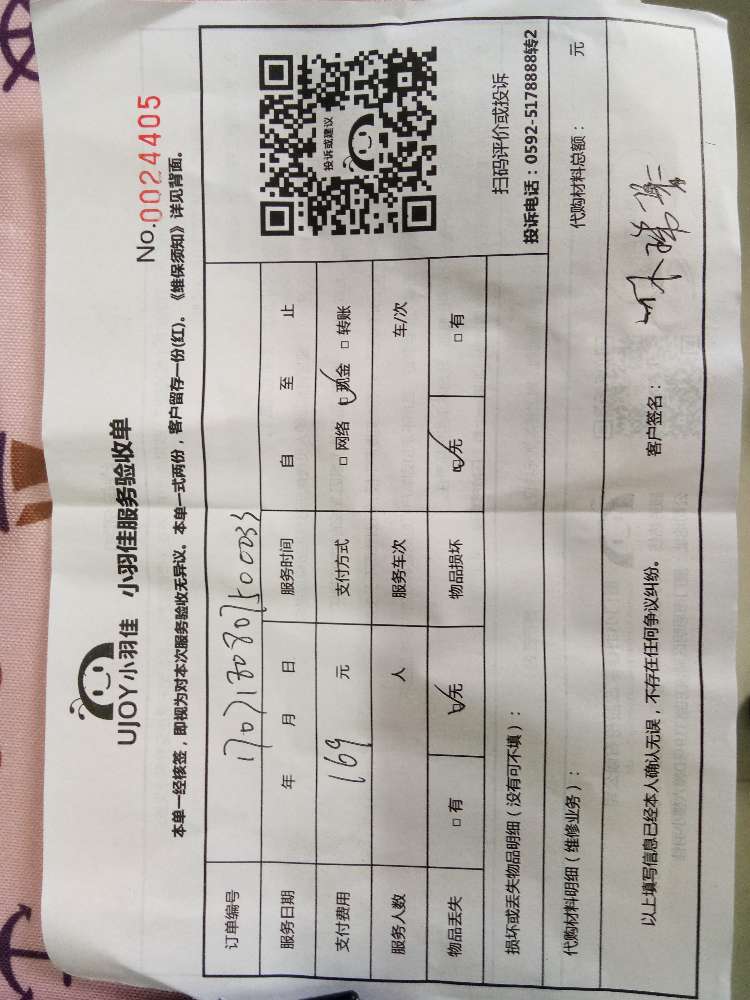 UJOY小羽佳 小羽佳服务验收单
No.0024405
本单一经核签，即视为对本次服务验收无异议。本单一式两份，客户留存一份(红)。《维保须知》详见背面。
订单编号
服务日期 年 月 日 服务时间 自 至 止
支付费用 169 元 支付方式 □ 网络 □ 现金 □ 转账
服务人数 人 服务车次 车/次
物品丢失 □ 有 □ 无 物品损坏 □ 无 □ 有
投诉或建议
扫码评价或投诉
投诉电话：0592-5178888转2
损坏或丢失物品明细（没有可不填）：
代购材料明细（维修业务）： 代购材料总额： 元
以上填写信息已经本人确认无误，不存在任何争议纠纷。 客户签名：